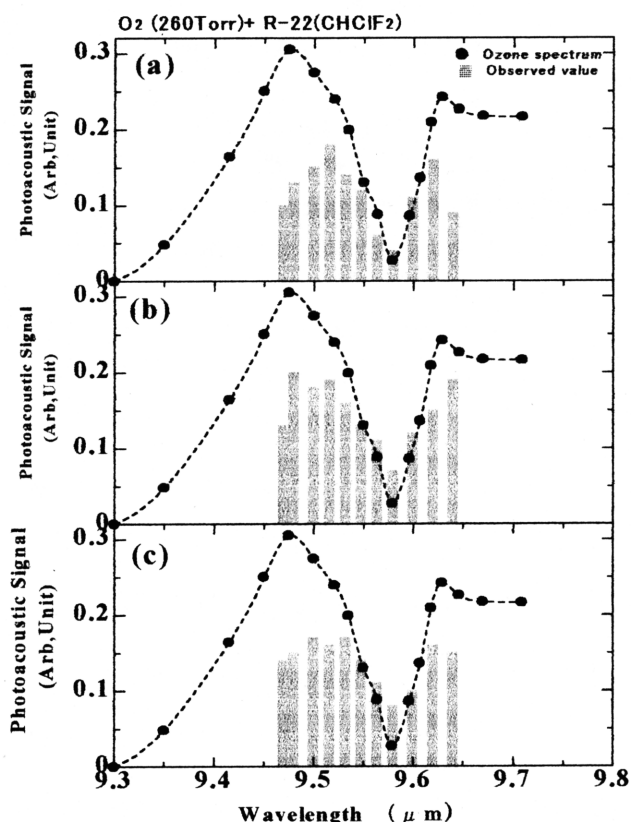 O2 (260Torr)+ R-22(CHClF2)
(a)
Ozone spectrum
Observed value
Photoacoustic Signal
(Arb,Unit)
0.3
0.2
0.1
0
(b)
Photoacoustic Signal
(Arb,Unit)
0.3
0.2
0.1
0
(c)
Photoacoustic Signal
(Arb,Unit)
0.3
0.2
0.1
0
9.3 9.4 9.5 9.6 9.7 9.8
Wavelength (μm)